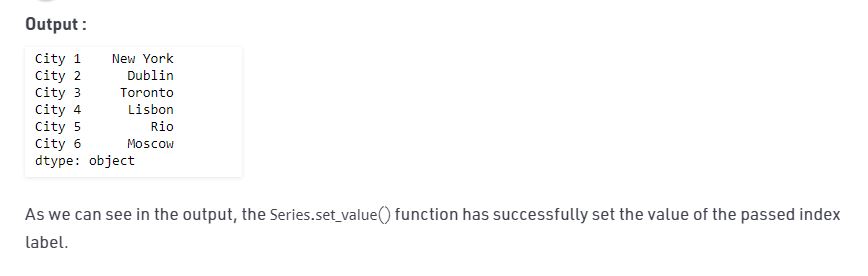 Output :
City 1    New York
City 2      Dublin
City 3     Toronto
City 4      Lisbon
City 5         Rio
City 6      Moscow
dtype: object
As we can see in the output, the Series.set_value() function has successfully set the value of the passed index
label.